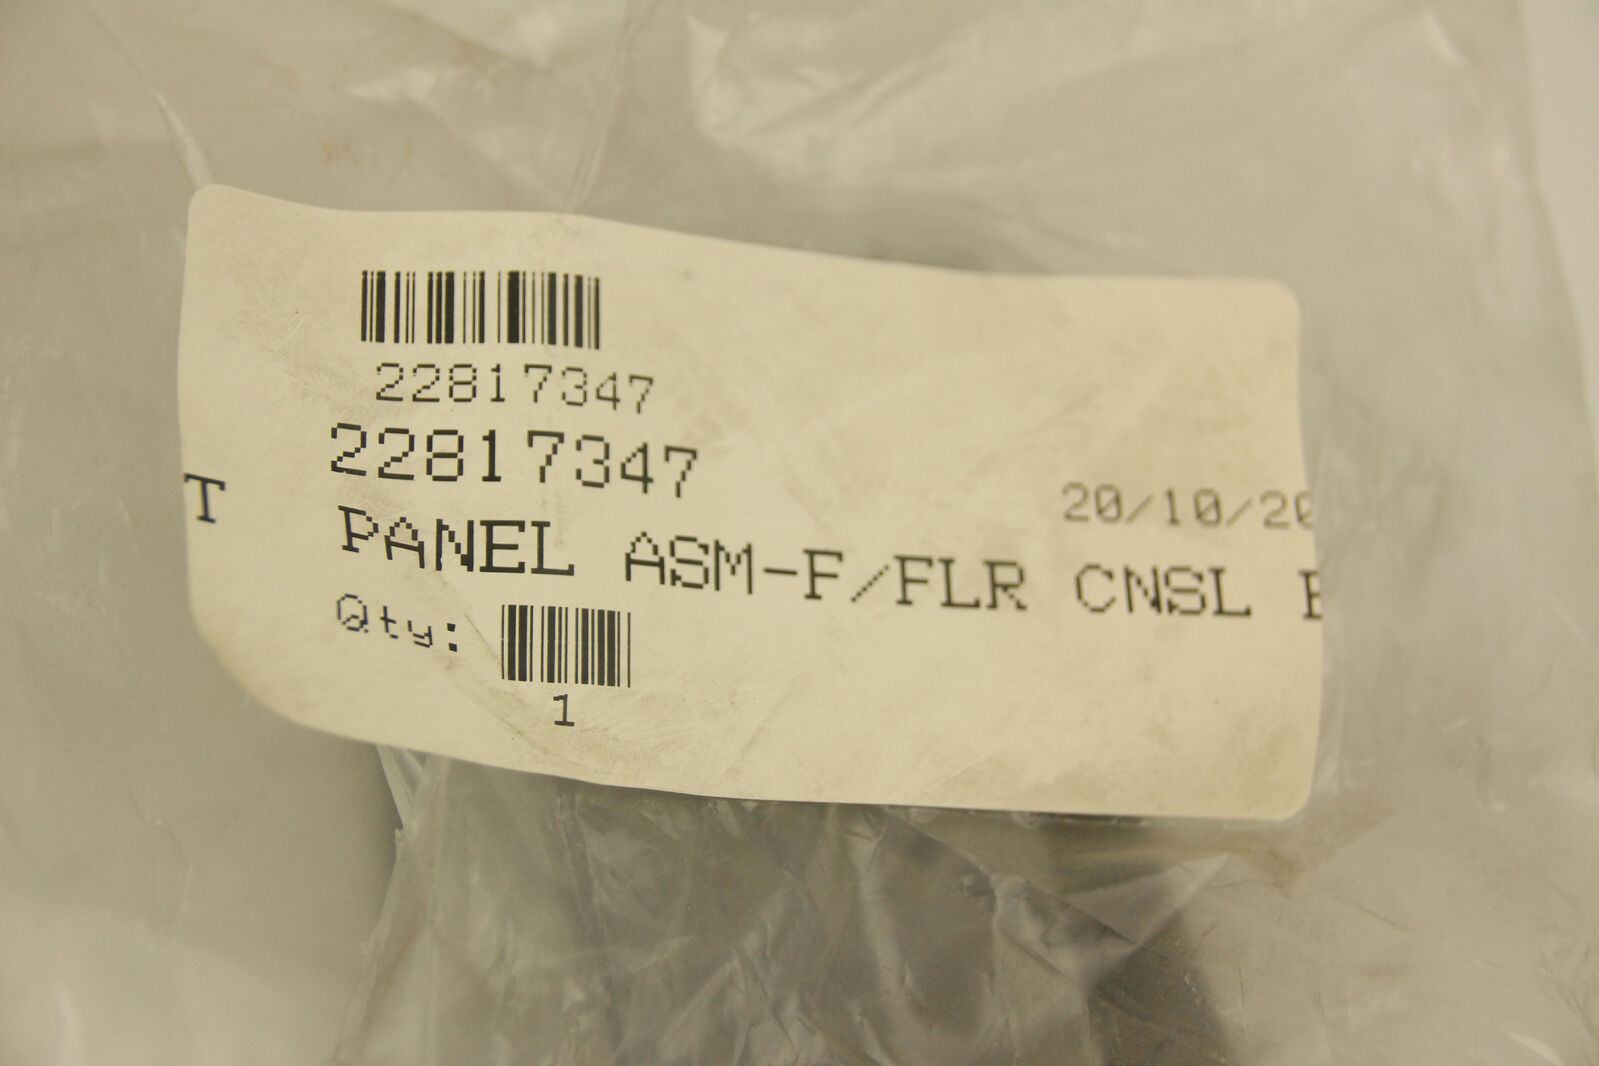 22817347
22817347
T
20/10/20
PANEL ASM-F/FLR CNSL
Qty:
1